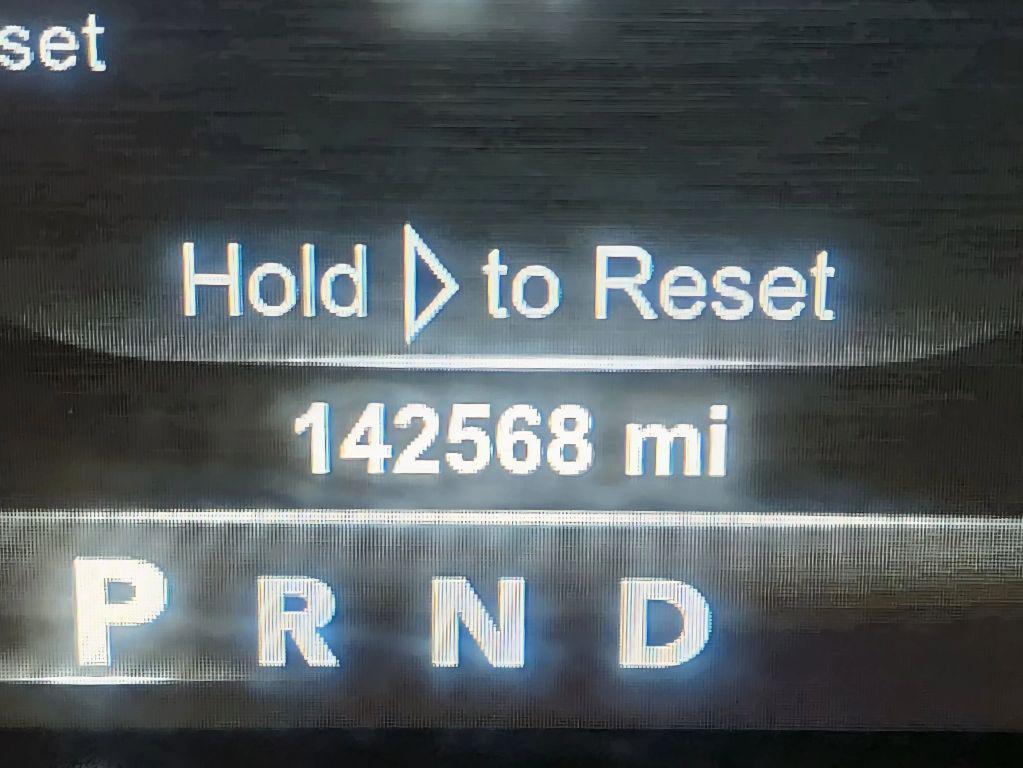 set
Hold ▷ to Reset
142568 mi
P R N D